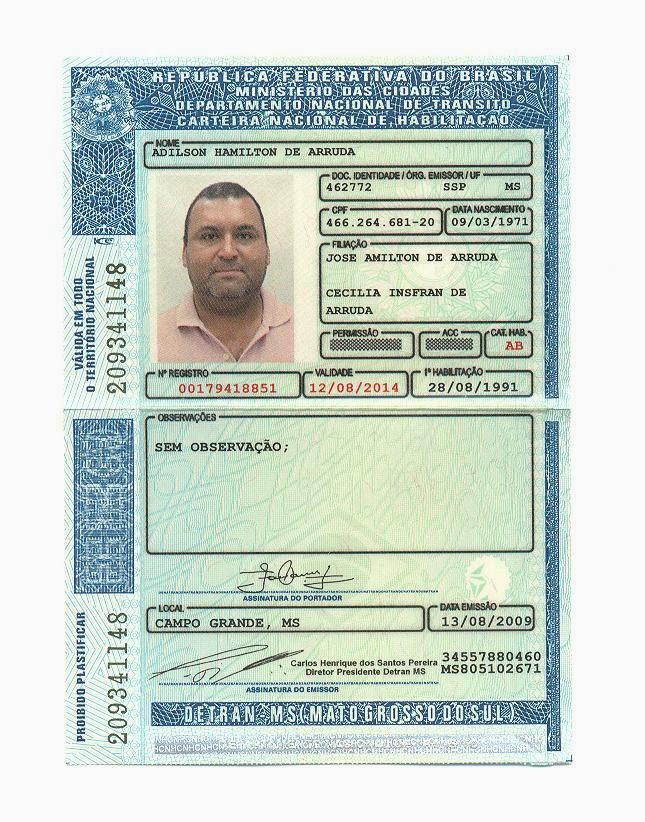 REPÚBLICA FEDERATIVA DO BRASIL
MINISTÉRIO DAS CIDADES
DEPARTAMENTO NACIONAL DE TRÂNSITO
CARTEIRA NACIONAL DE HABILITAÇÃO
NOME
ADILSON HAMILTON DE ARRUDA
DOC. IDENTIDADE / ÓRG. EMISSOR / UF
462772 SSP MS
CPF DATA NASCIMENTO
466.264.681-20 09/03/1971
FILIAÇÃO
JOSE AMILTON DE ARRUDA
CECILIA INSFRAN DE
ARRUDA
PERMISSÃO ACC CAT. HAB.
AB
Nº REGISTRO VALIDADE 1ª HABILITAÇÃO
00179418851 12/08/2014 28/08/1991
VÁLIDA EM TODO
O TERRITÓRIO NACIONAL
209341148
OBSERVAÇÕES
SEM OBSERVAÇÃO;
ASSINATURA DO PORTADOR
LOCAL DATA EMISSÃO
CAMPO GRANDE, MS 13/08/2009
Carlos Henrique dos Santos Pereira
Diretor Presidente Detran MS
34557880460
MS805102671
ASSINATURA DO EMISSOR
PROIBIDO PLASTIFICAR
209341148
DETRAN-MS (MATO GROSSO DO SUL)